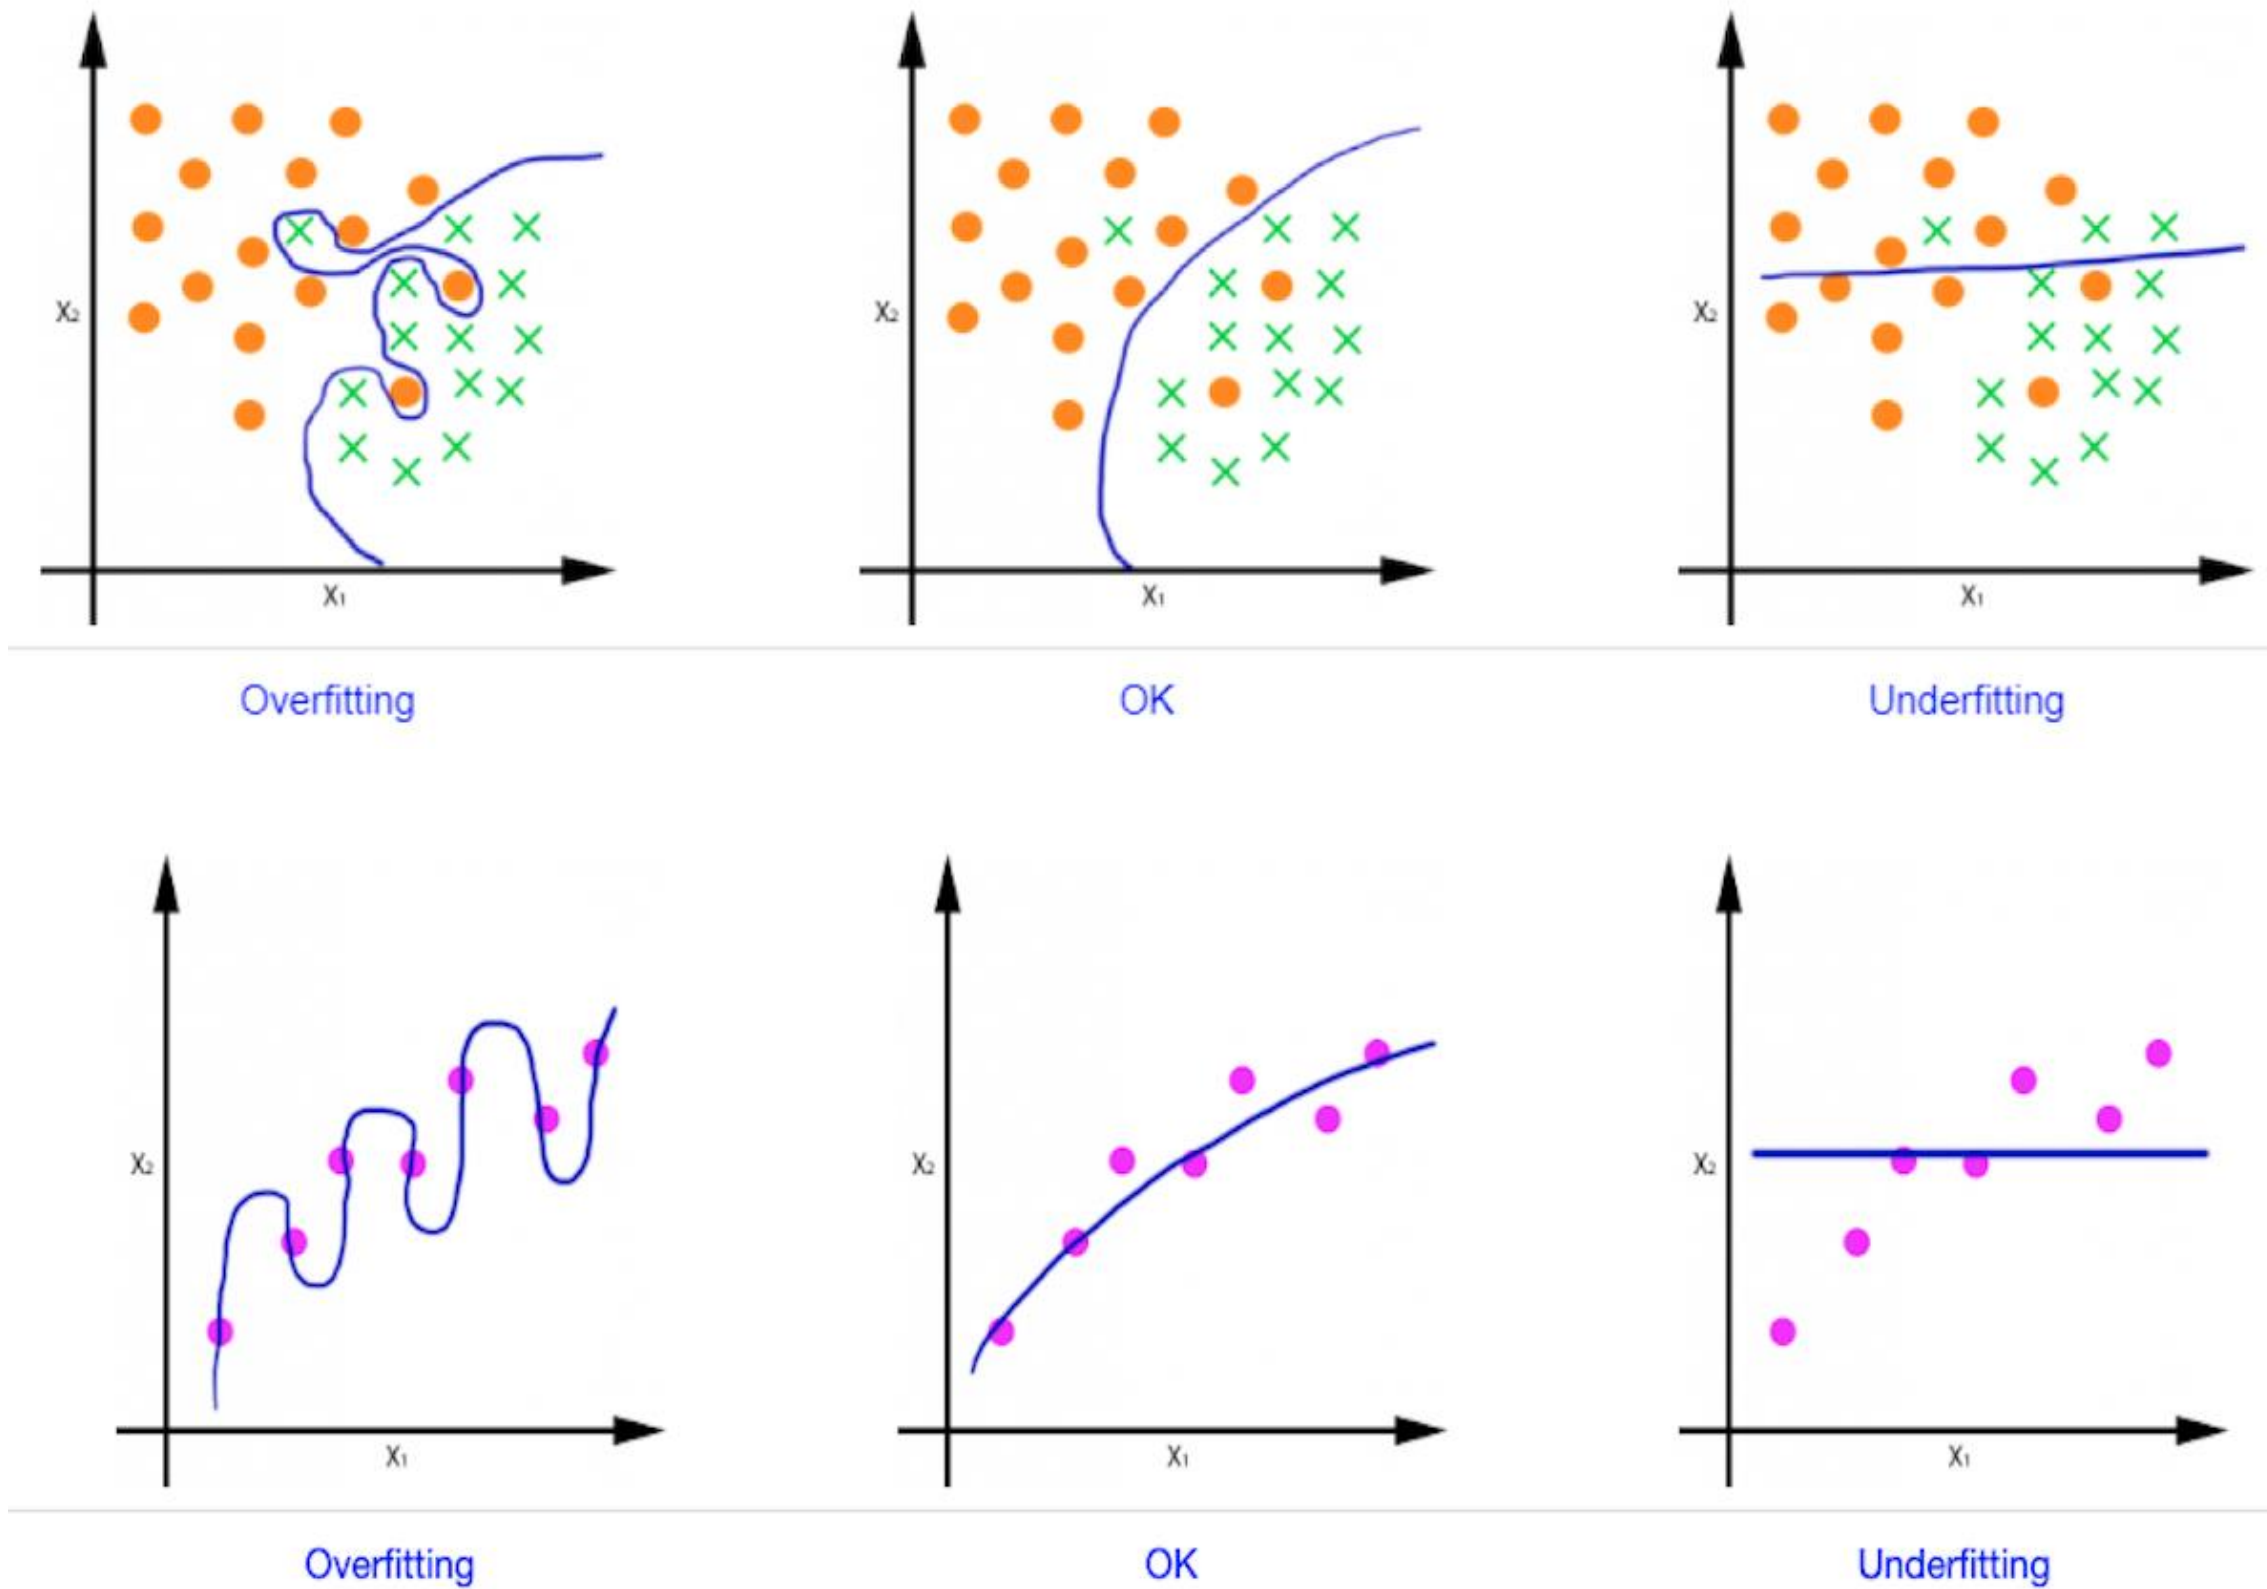 X₂
X₂
X₂
X₁
X₁
X₁
Overfitting
OK
Underfitting
X₂
X₂
X₂
X₁
X₁
X₁
Overfitting
OK
Underfitting